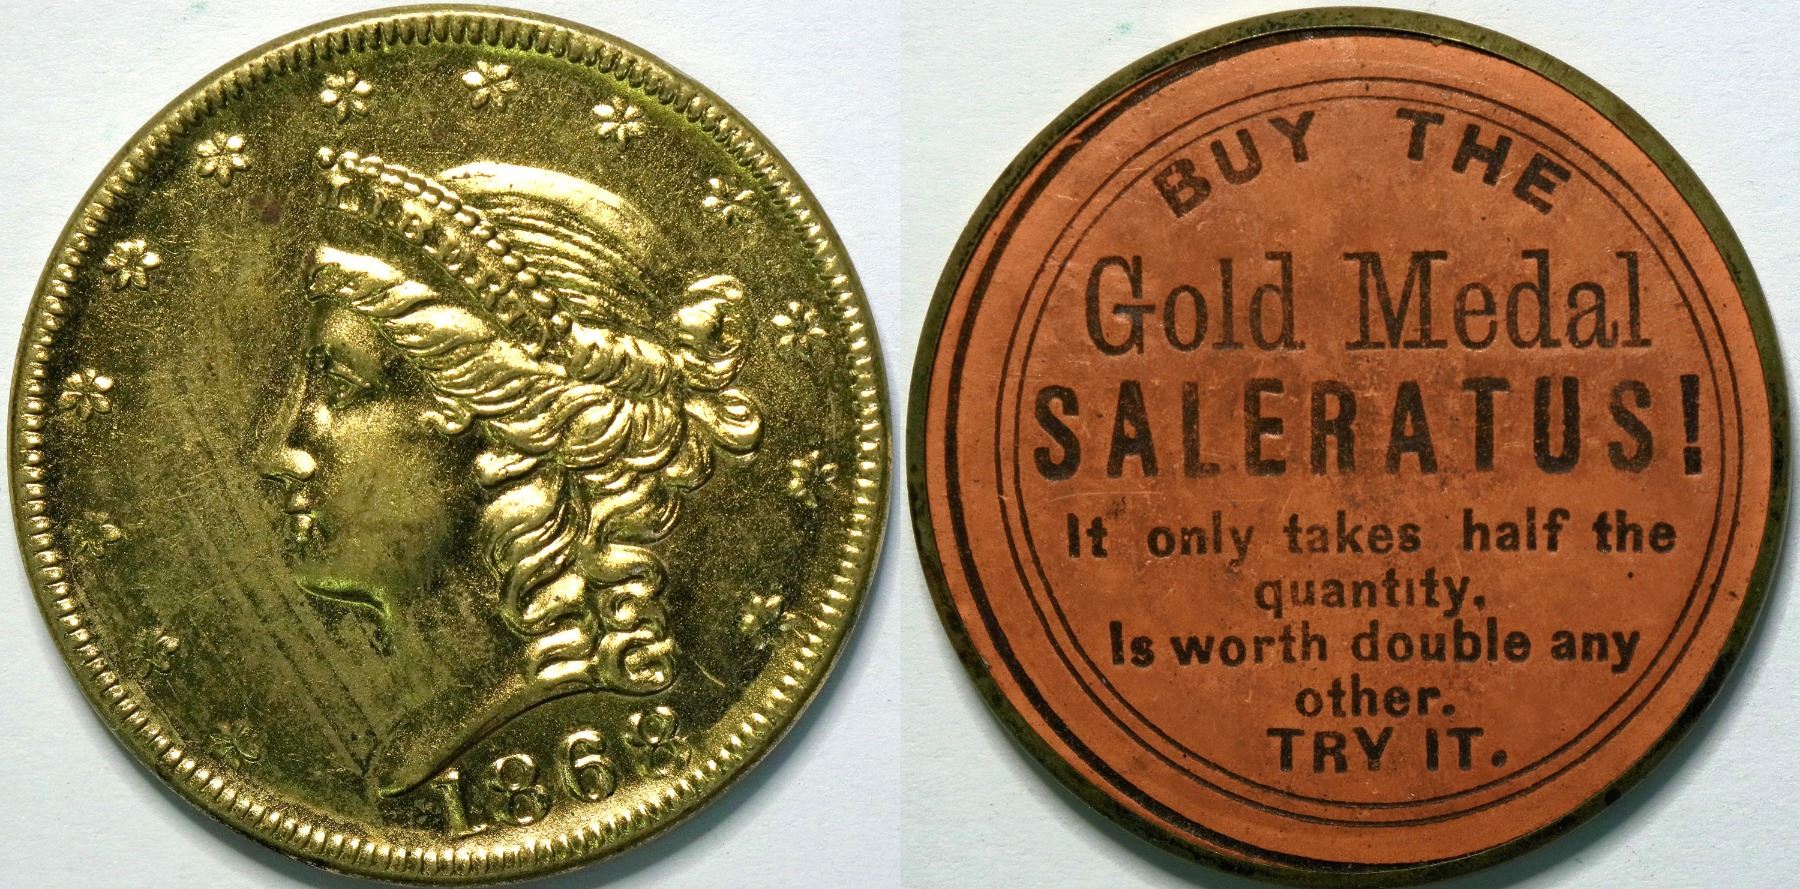 LIBERTY
1868
BUY THE
Gold Medal
SALERATUS!
It only takes half the
quantity.
Is worth double any
other.
TRY IT.